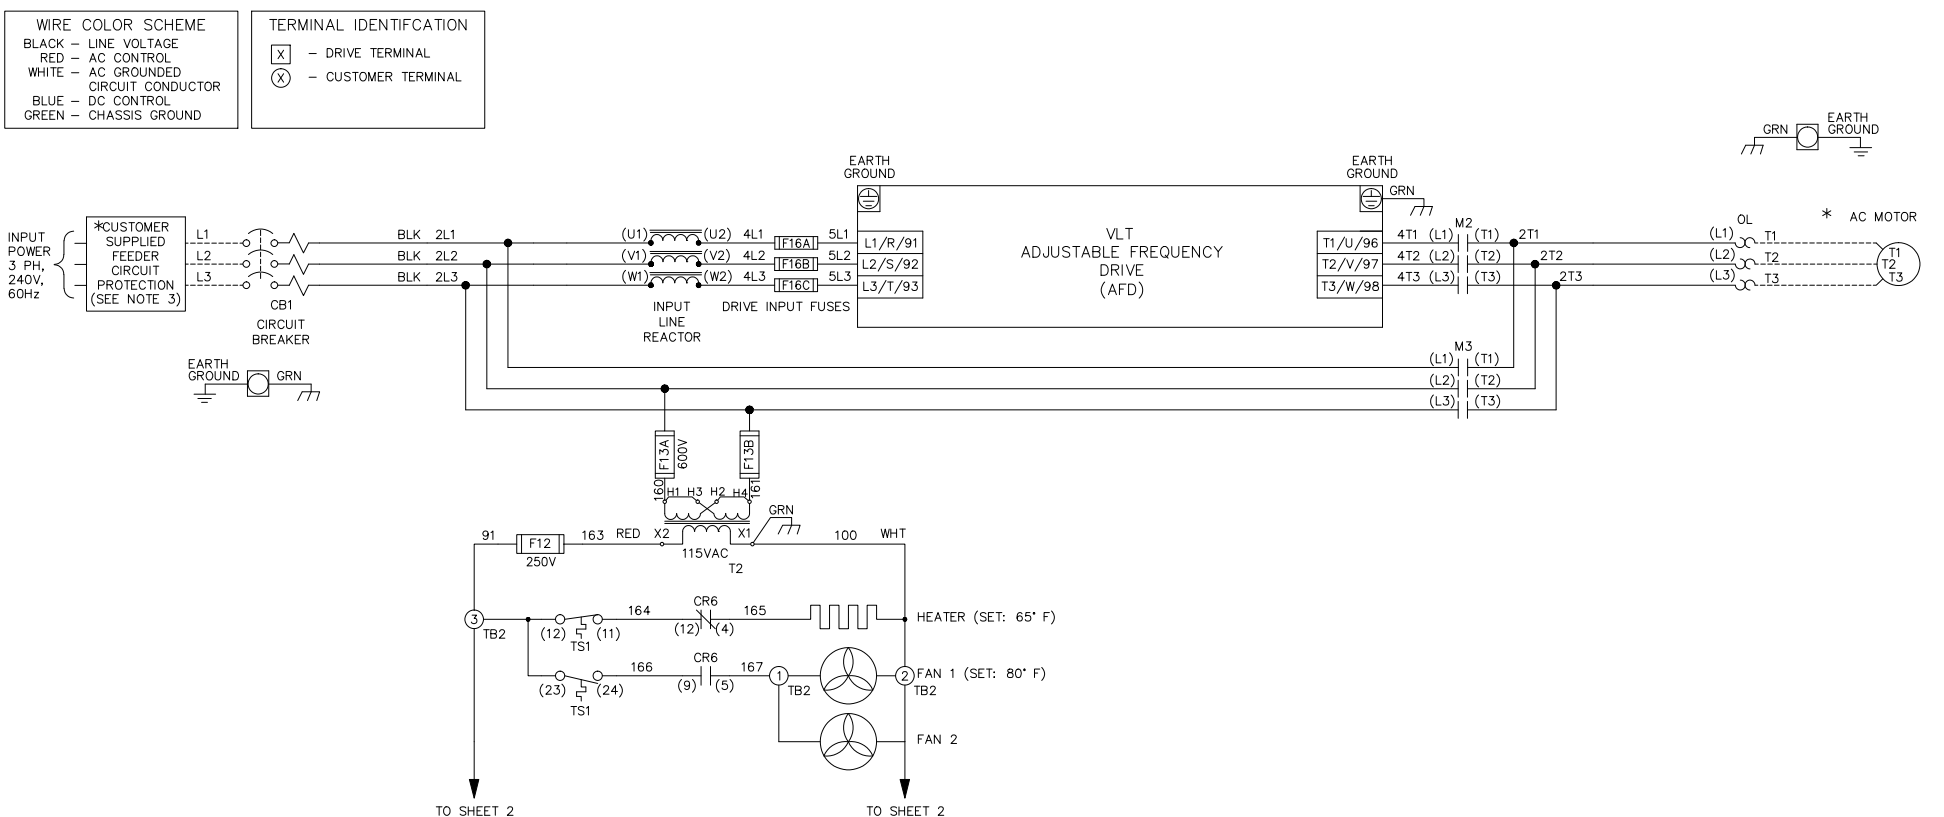 WIRE COLOR SCHEME
BLACK – LINE VOLTAGE
RED – AC CONTROL
WHITE – AC GROUNDED
CIRCUIT CONDUCTOR
BLUE – DC CONTROL
GREEN – CHASSIS GROUND
TERMINAL IDENTIFCATION
X – DRIVE TERMINAL
X – CUSTOMER TERMINAL
GRN
EARTH
GROUND
EARTH
GROUND
EARTH
GROUND
GRN
INPUT
POWER
3 PH,
240V,
60Hz
*CUSTOMER
SUPPLIED
FEEDER
CIRCUIT
PROTECTION
(SEE NOTE 3)
L1
L2
L3
CB1
CIRCUIT
BREAKER
BLK 2L1
BLK 2L2
BLK 2L3
(U1) (U2) 4L1 F16A 5L1 L1/R/91
(V1) (V2) 4L2 F16B 5L2 L2/S/92
(W1) (W2) 4L3 F16C 5L3 L3/T/93
INPUT
LINE
REACTOR
DRIVE INPUT FUSES
VLT
ADJUSTABLE FREQUENCY
DRIVE
(AFD)
M2
T1/U/96 4T1 (L1) (T1) 2T1
T2/V/97 4T2 (L2) (T2) 2T2
T3/W/98 4T3 (L3) (T3) 2T3
OL
(L1) T1
(L2) T2
(L3) T3
* AC MOTOR
T1
T2
T3
M3
(L1) (T1)
(L2) (T2)
(L3) (T3)
EARTH
GROUND
GRN
F13A
600V
F13B
160
161
H1 H3 H2 H4
GRN
91 F12 163 RED X2 X1 100 WHT
250V
115VAC
T2
3
TB2
(12) (11)
TS1
164
CR6
(12) (4)
165
HEATER (SET: 65° F)
(23) (24)
TS1
166
CR6
(9) (5)
167
1
TB2
2
TB2
FAN 1 (SET: 80° F)
FAN 2
TO SHEET 2
TO SHEET 2